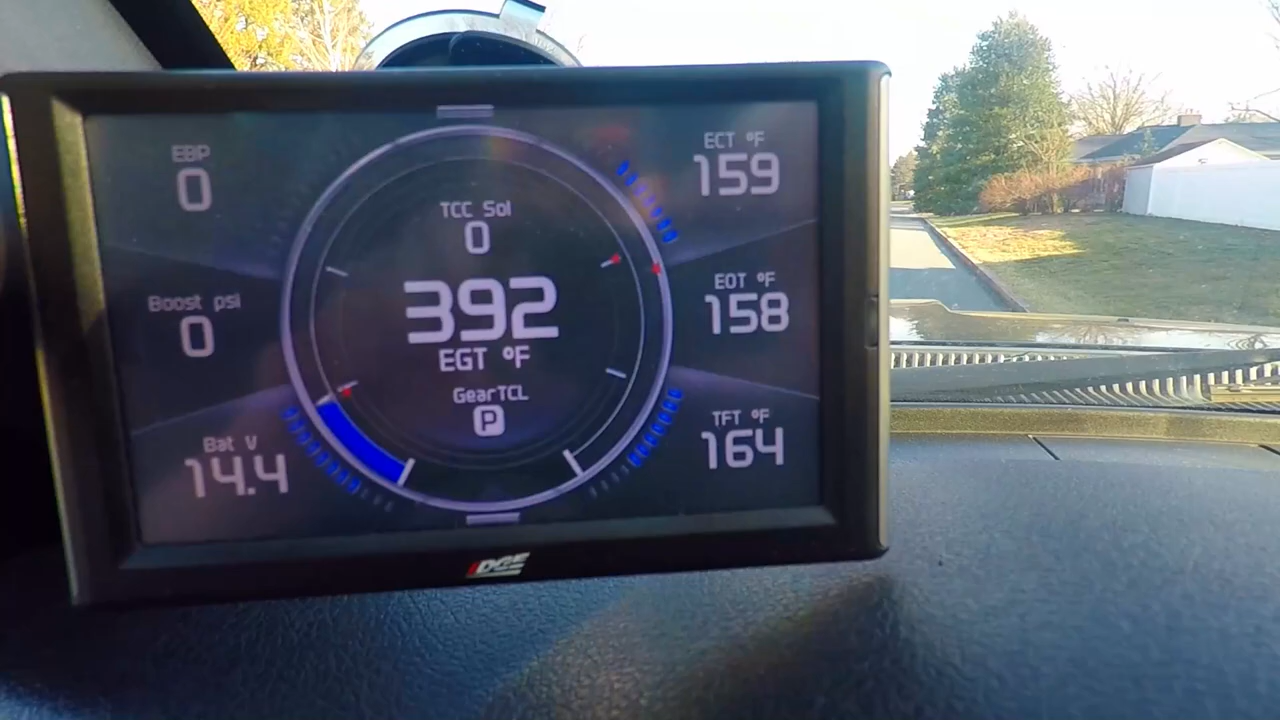 EBP
0
Boost psi
0
Bat V
14.4
TCC Sol
0
392
EGT °F
GearTCL
P
ECT °F
159
EOT °F
158
TFT °F
164
EDGE